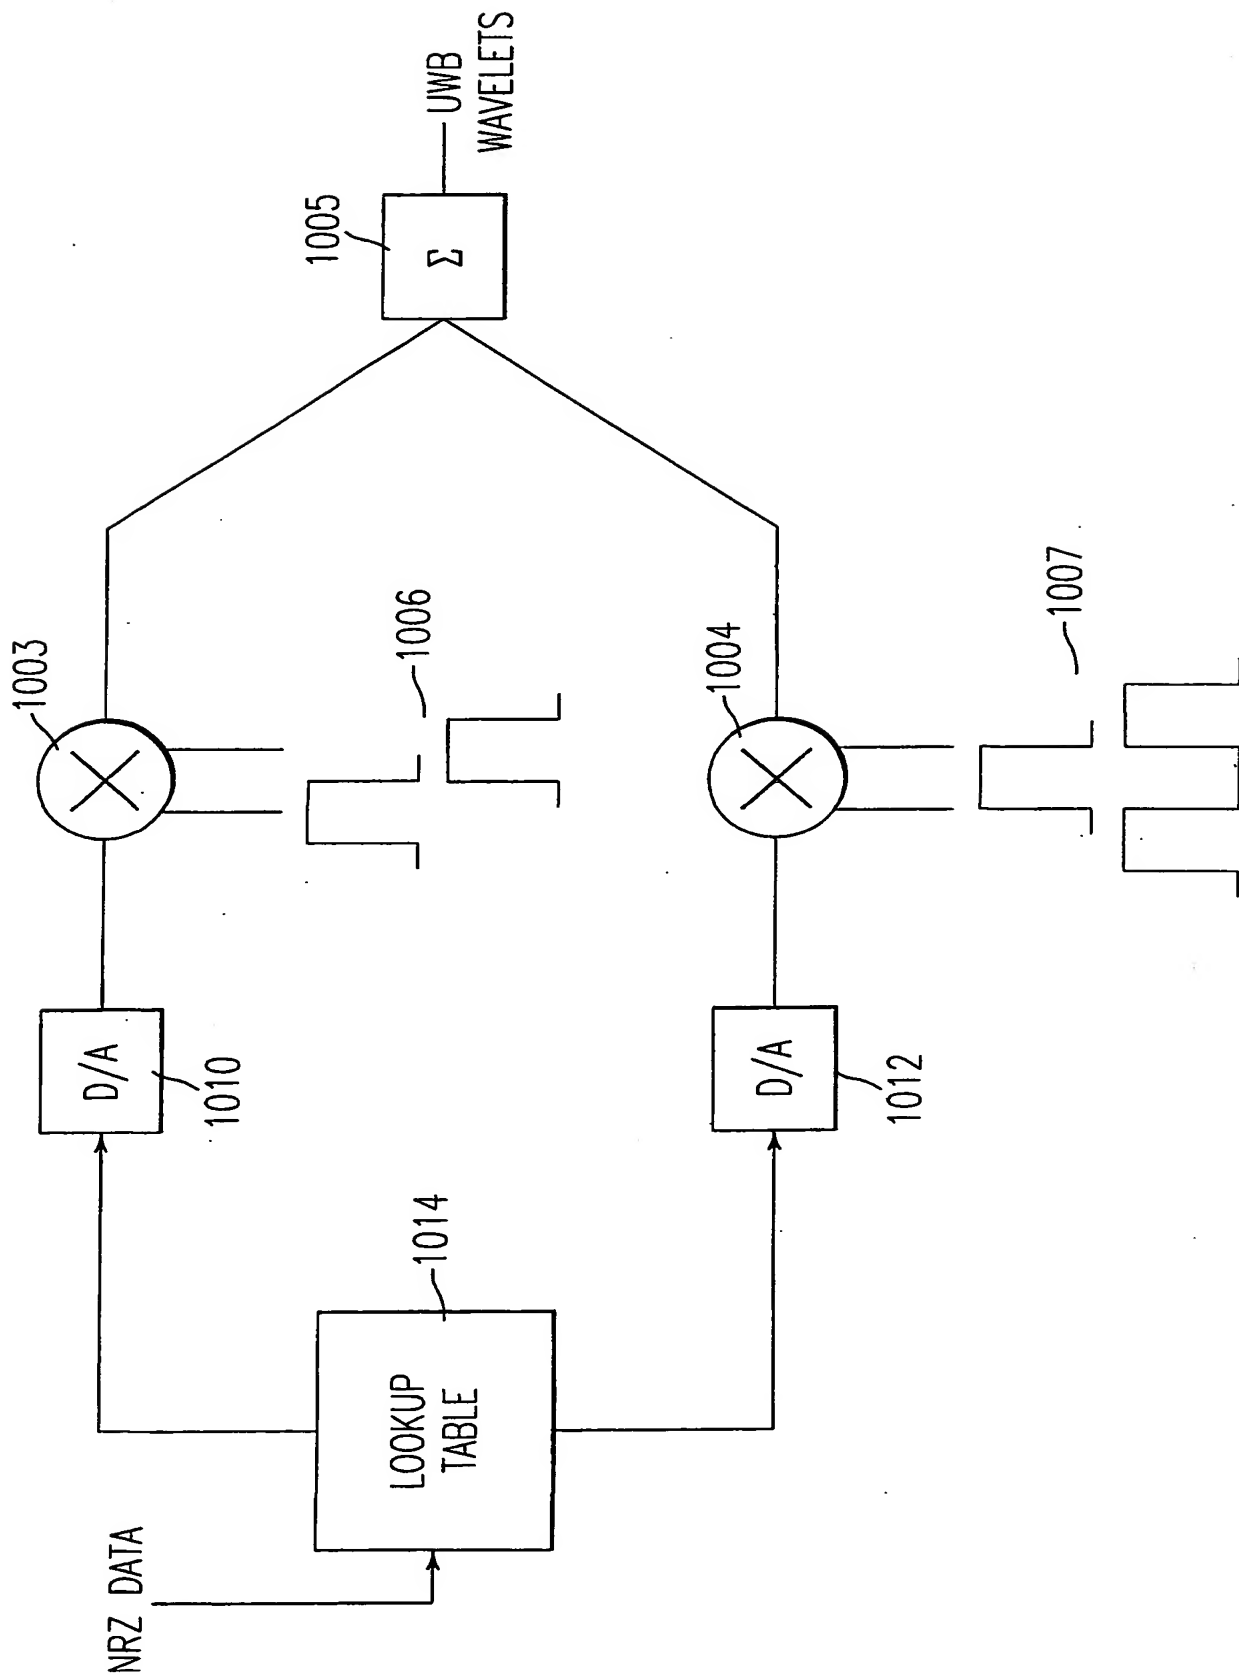 NRZ DATA
LOOKUP
TABLE
1014
D/A
1010
D/A
1012
1003
1006
1004
1007
1005
Σ
UWB
WAVELETS